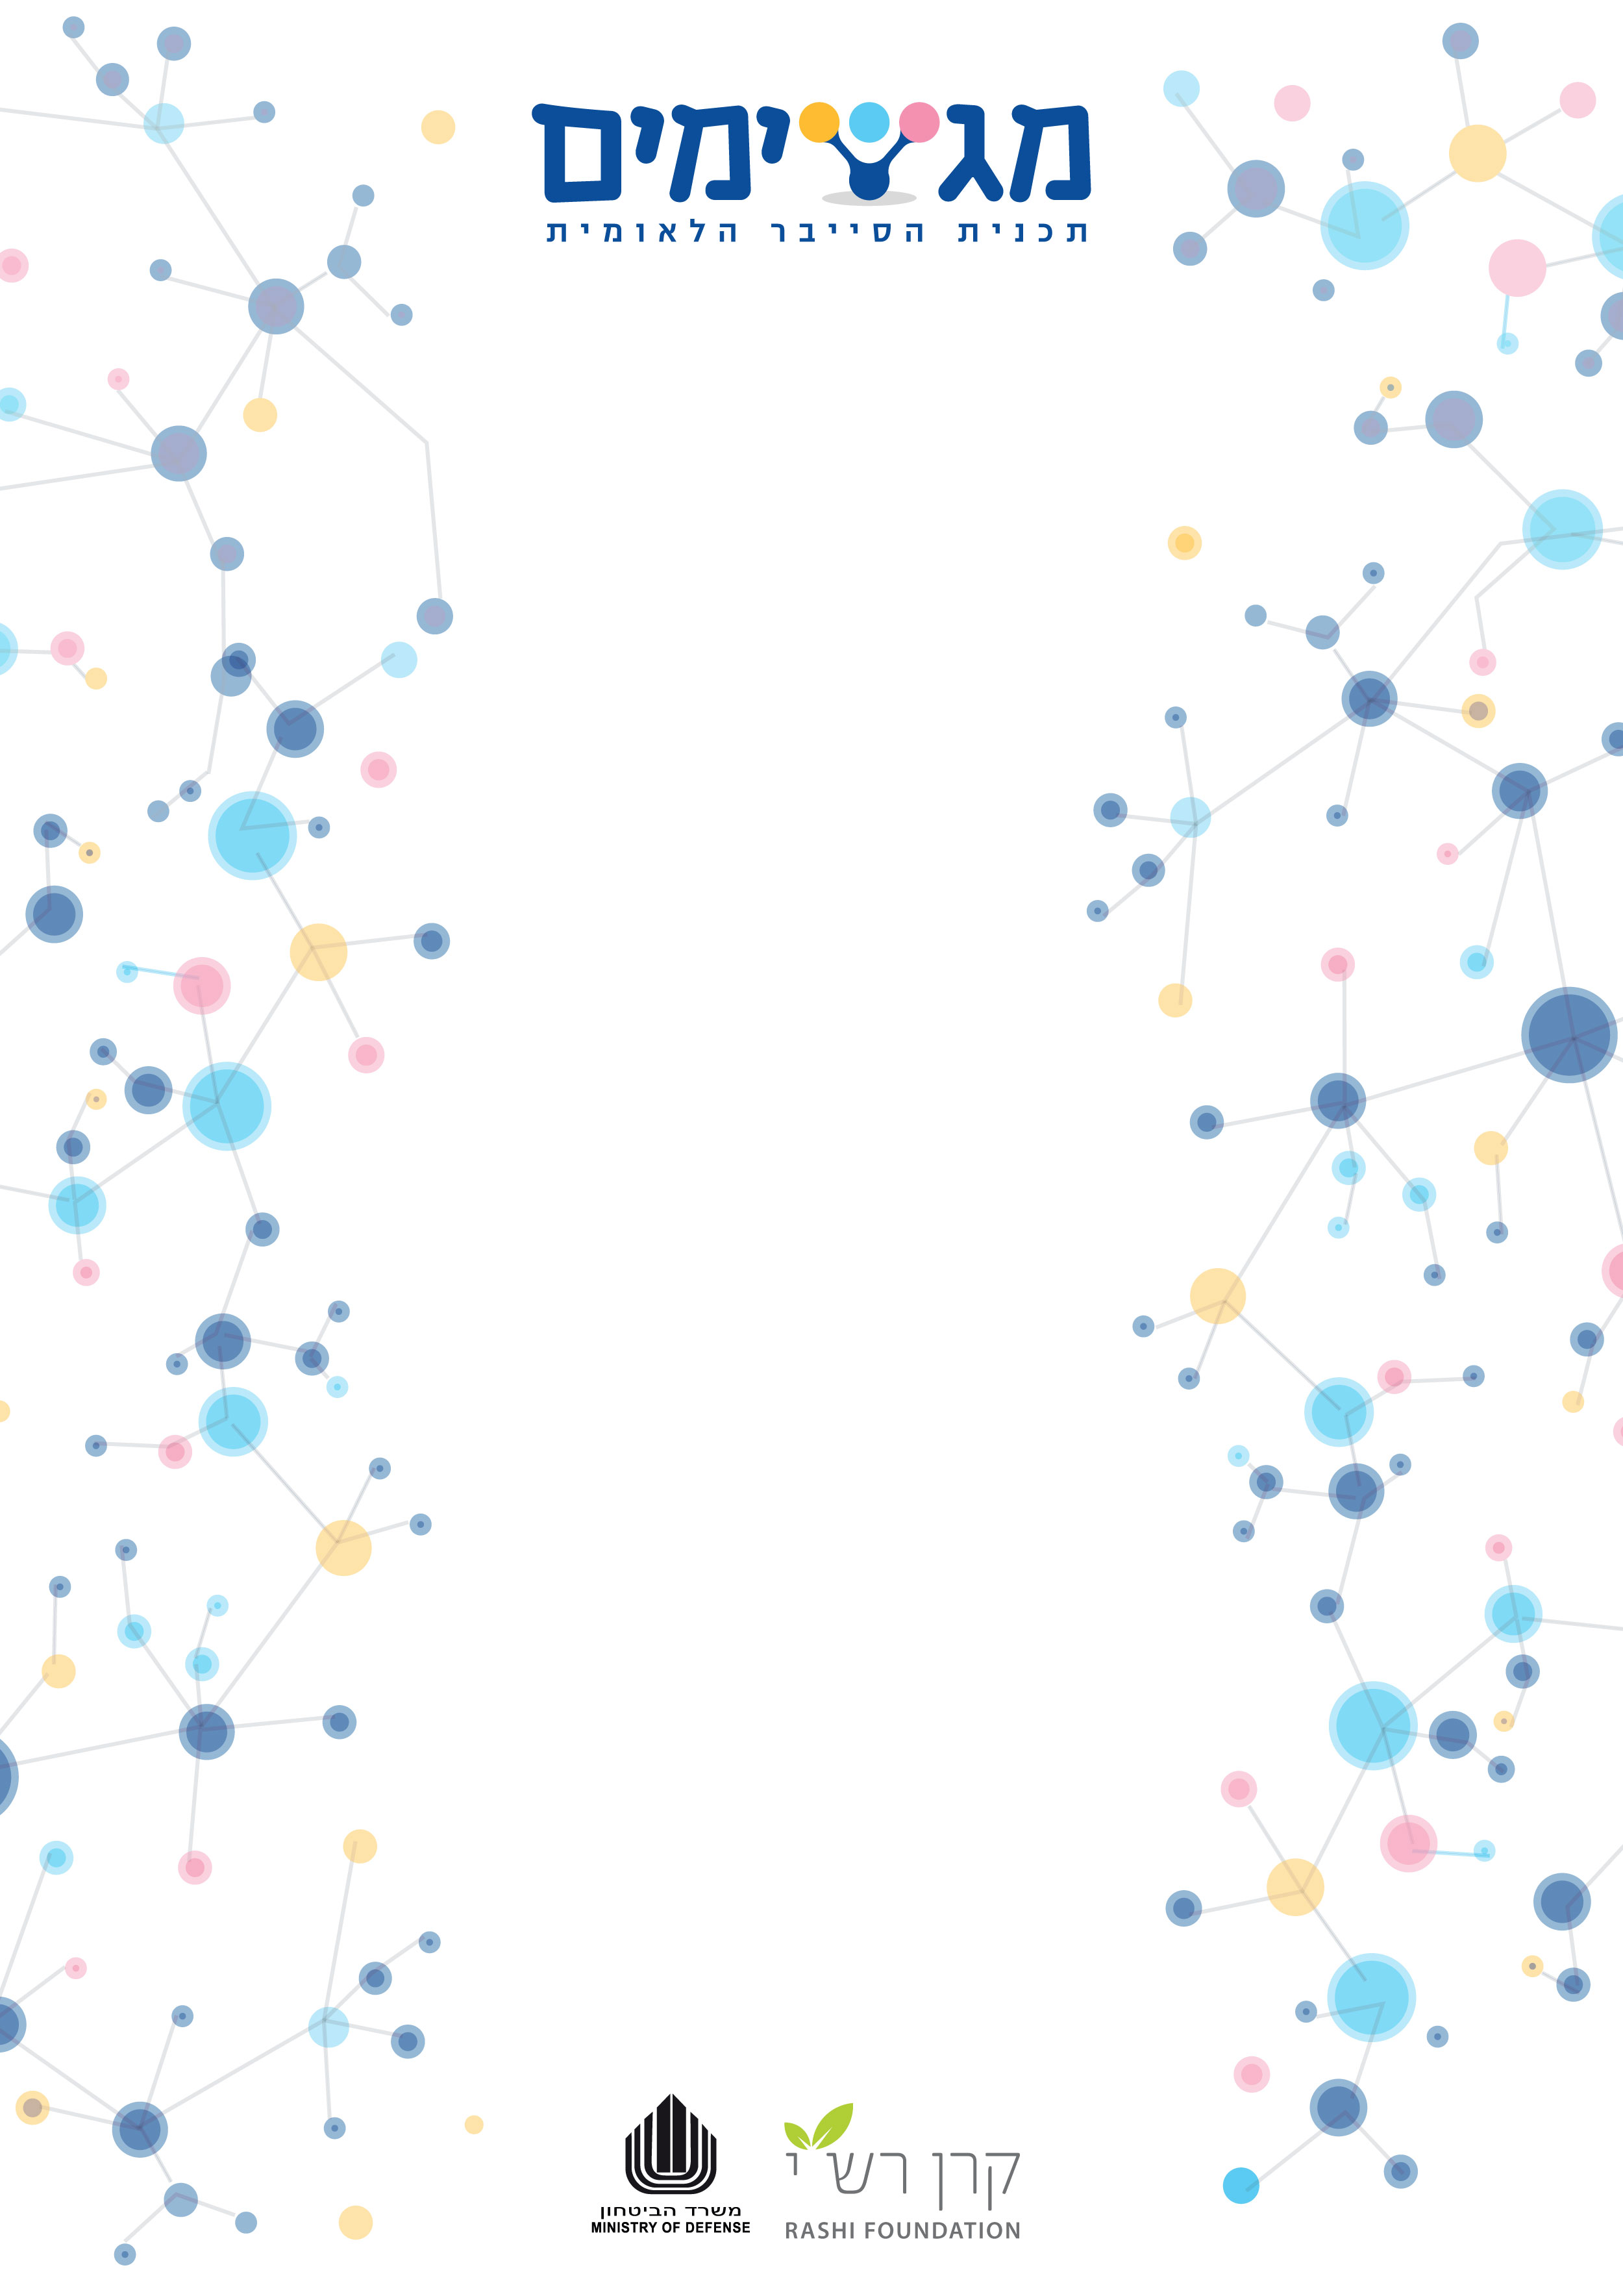 מגשימים
תכנית הסייבר הלאומית
משרד הביטחון
MINISTRY OF DEFENSE
קרן רש"י
RASHI FOUNDATION